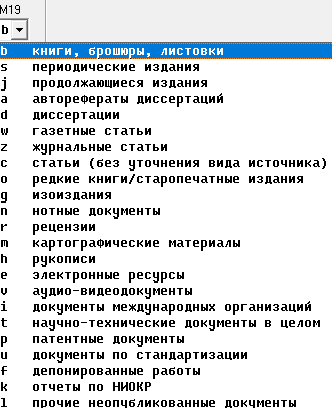 M19
b
b книги, брошюры, листовки
s периодические издания
j продолжающиеся издания
a авторефераты диссертаций
d диссертации
w газетные статьи
z журнальные статьи
c статьи (без уточнения вида источника)
o редкие книги/старопечатные издания
g изоиздания
n нотные документы
r рецензии
m картографические материалы
h рукописи
e электронные ресурсы
v аудио-видеодокументы
i документы международных организаций
t научно-технические документы в целом
p патентные документы
u документы по стандартизации
f депонированные работы
k отчеты по НИОКР
l прочие неопубликованные документы